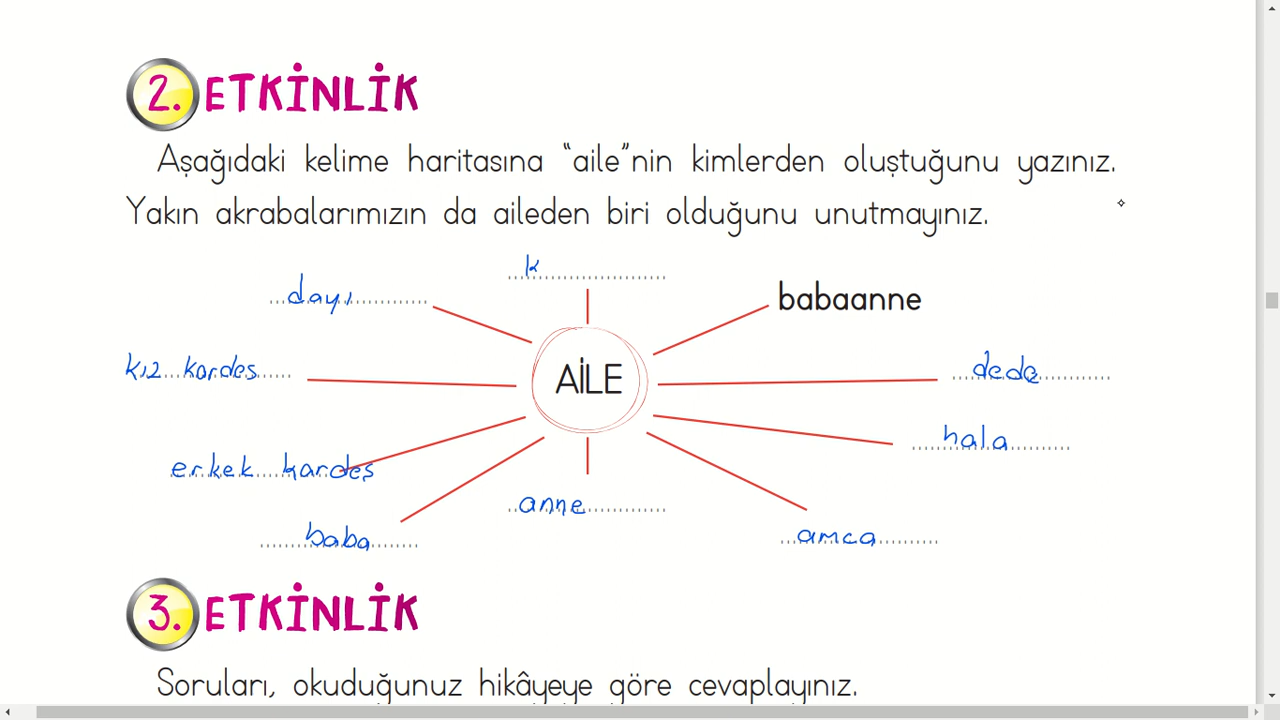 2. ETKİNLİK
Aşağıdaki kelime haritasına “aile”nin kimlerden oluştuğunu yazınız.
Yakın akrabalarımızın da aileden biri olduğunu unutmayınız.
k
dayı
babaanne
kız kardeş
AİLE
dede
hala
erkek kardeş
anne
baba
amca
3. ETKİNLİK
Soruları, okuduğunuz hikâyeye göre cevaplayınız.